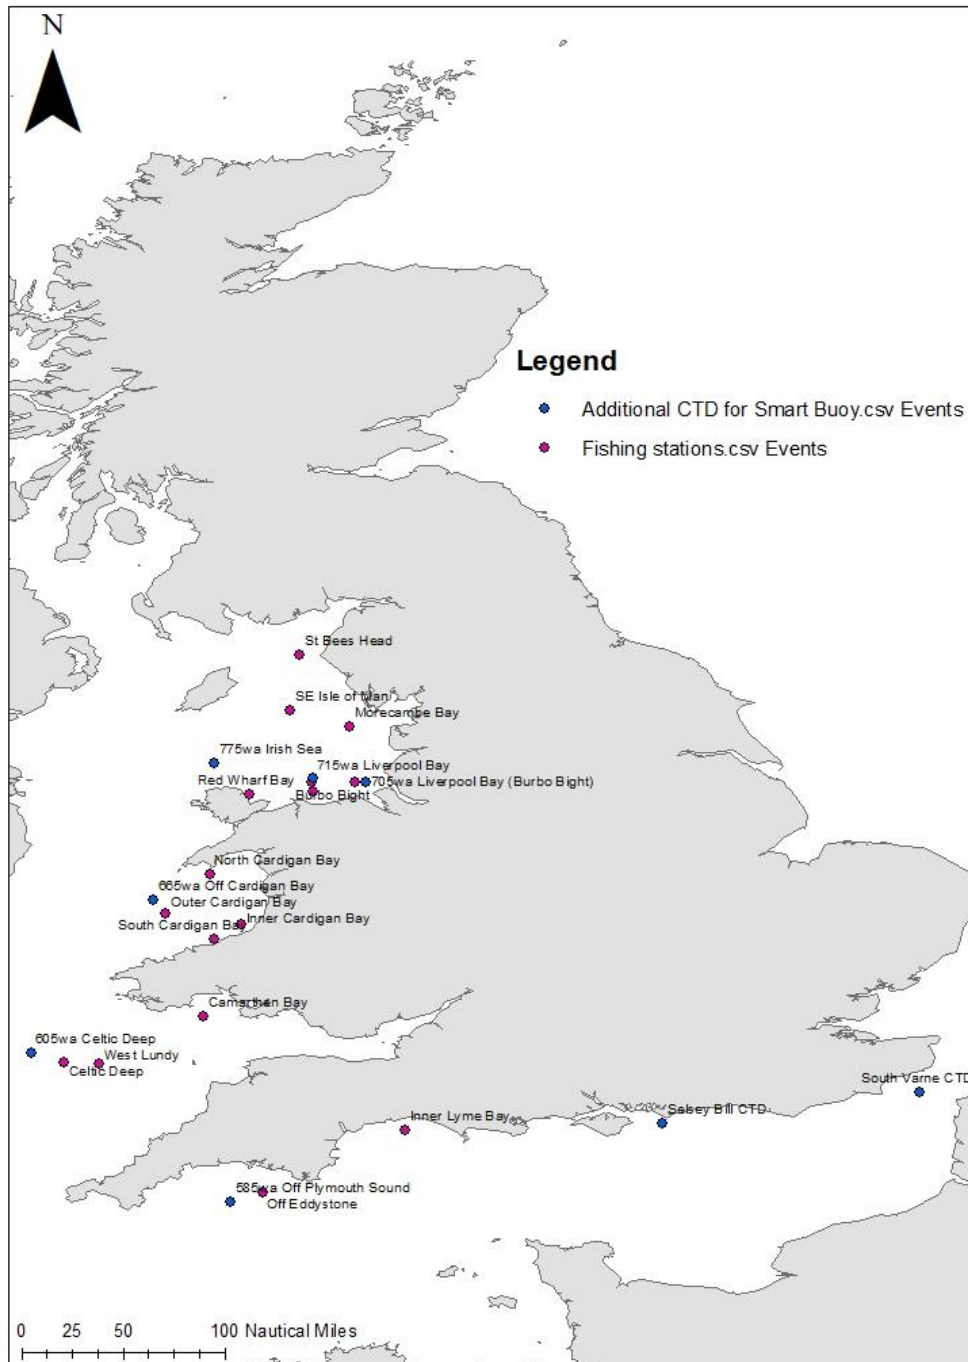 N
Legend
Additional CTD for Smart Buoy.csv Events
Fishing stations.csv Events
St Bees Head
SE Isle of Man
Morecambe Bay
775wa Irish Sea
715wa Liverpool Bay
Red Wharf Bay
705wa Liverpool Bay (Burbo Bight)
Burbo Bight
North Cardigan Bay
665wa Off Cardigan Bay
Outer Cardigan Bay
South Cardigan Bay
Inner Cardigan Bay
Camarthen Bay
605wa Celtic Deep
West Lundy
Celtic Deep
South Varne CTD
Selsey Bill CTD
Inner Lyme Bay
585wa Off Plymouth Sound
Off Eddystone
0 25 50 100 Nautical Miles